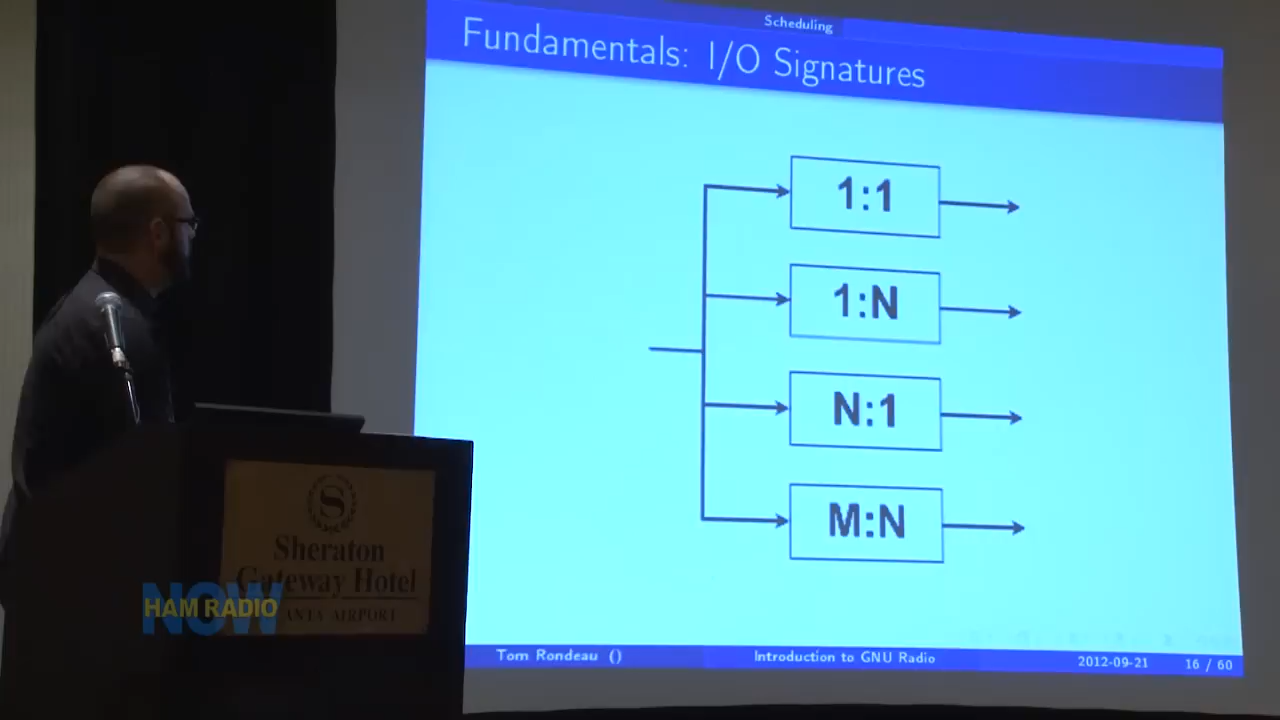 Scheduling
Fundamentals: I/O Signatures
1:1
1:N
N:1
M:N
Tom Rondeau ()
Introduction to GNU Radio
2012-09-21
16 / 60
S
Sheraton
Gateway Hotel
AIRPORT
NOW
HAM RADIO